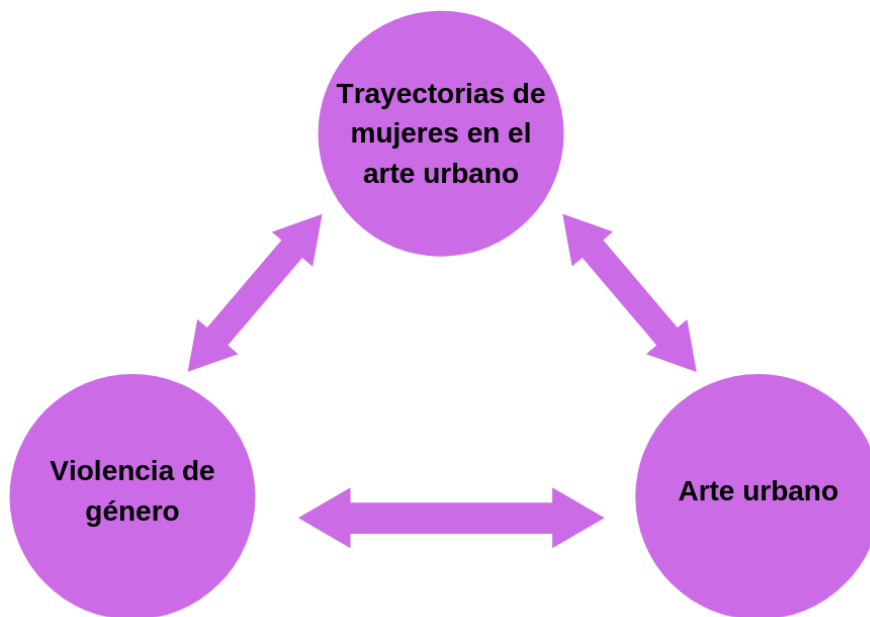 Trayectorias de
mujeres en el
arte urbano
Violencia de
género
Arte urbano